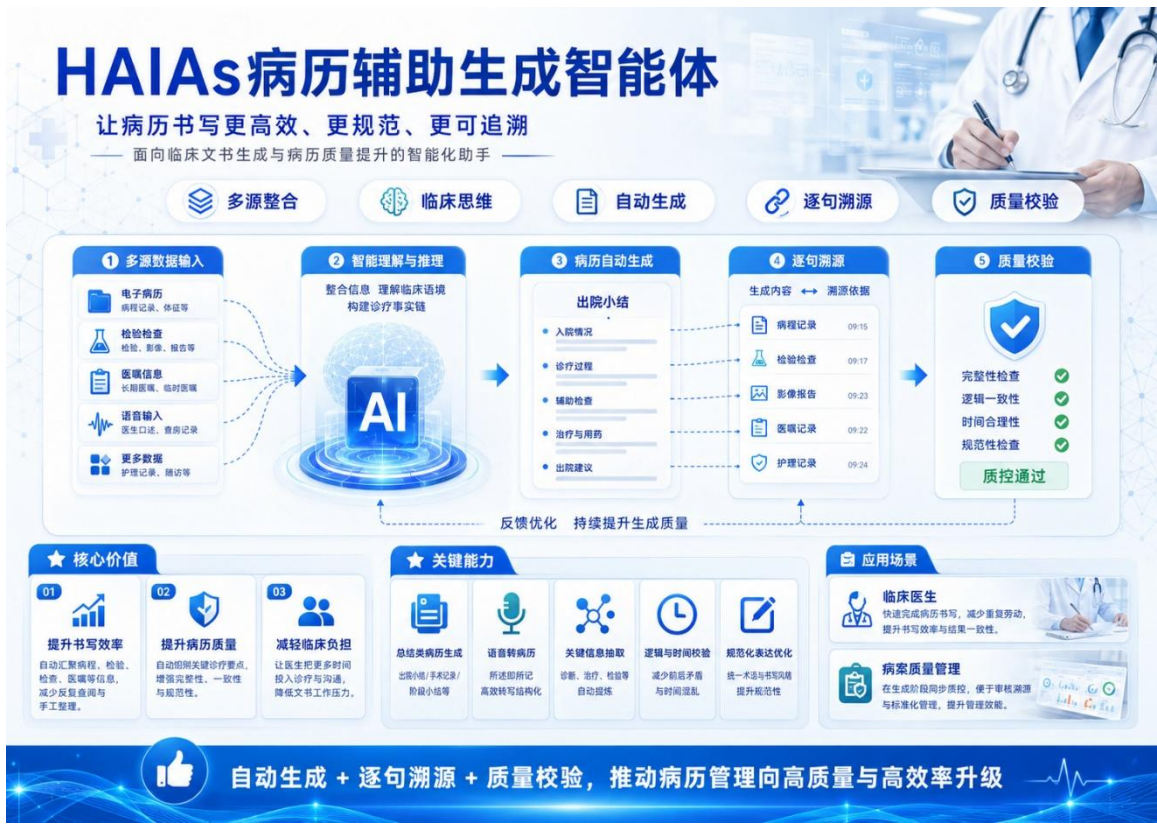 HAIAs病历辅助生成智能体
让病历书写更高效、更规范、更可追溯
面向临床文书生成与病历质量提升的智能化助手
多源整合
临床思维
自动生成
逐句溯源
质量校验
1 多源数据输入
电子病历
病程记录、体征等
检验检查
检验、影像、报告等
医嘱信息
长期医嘱、临时医嘱
语音输入
医生口述、查房记录
更多数据
护理记录、随访等
2 智能理解与推理
整合信息 理解临床语境
构建诊疗事实链
AI
3 病历自动生成
出院小结
入院情况
诊疗过程
辅助检查
治疗与用药
出院建议
4 逐句溯源
生成内容 ↔ 溯源依据
病程记录 09:15
检验检查 09:17
影像报告 09:23
医嘱记录 09:22
护理记录 09:24
5 质量校验
完整性检查
逻辑一致性
时间合理性
规范性检查
质控通过
反馈优化 持续提升生成质量
核心价值
01
提升书写效率
自动汇聚病程、检验、
检查、医嘱等信息,
减少反复查阅与
手工整理。
02
提升病历质量
关键诊疗要点,
增强完整性、一致性
与规范性。
03
减轻临床负担
让医生把更多时间
投入诊疗与沟通,
降低文书工作压力。
关键能力
总结类病历生成
出院小结/手术记录/
阶段小结等
语音转病历
所述即所记
高效转写结构化
关键信息抽取
诊断、治疗、检验等
自动提炼
逻辑与时间校验
减少前后矛盾
与时间混乱
规范化表达优化
统一术语与书写风格
提升规范性
应用场景
临床医生
快速完成病历书写,减少重复劳动,
提升书写效率与结果一致性。
病案质量管理
在生成阶段同步质控,便于审核溯源
与标准化管理,提升管理效能。
自动生成 + 逐句溯源 + 质量校验,推动病历管理向高质量与高效率升级